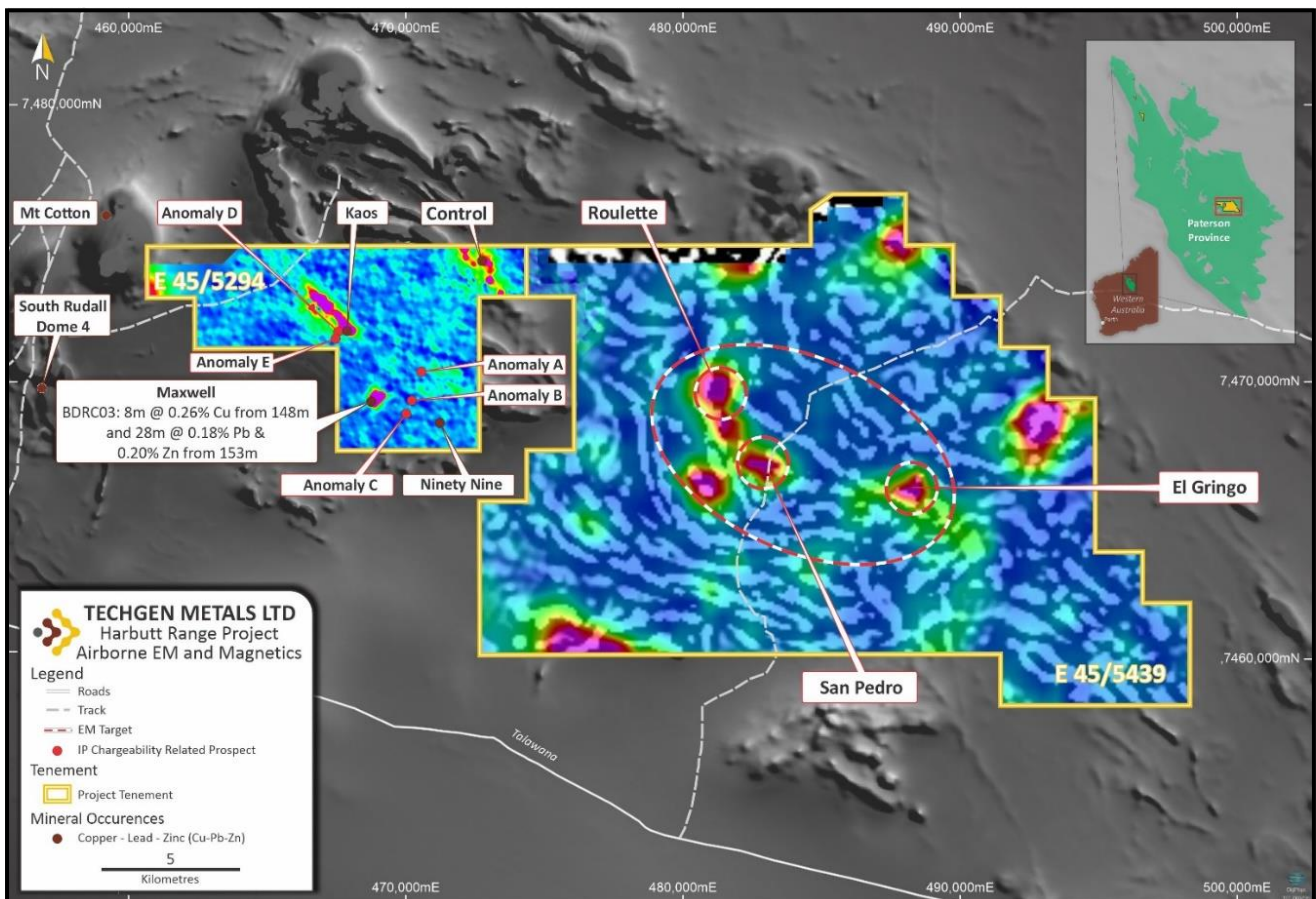 460,000mE
470,000mE
480,000mE
490,000mE
500,000mE
N
7,480,000mN
Mt Cotton
Anomaly D
Kaos
Control
Roulette
Paterson
Province
Western
Australia
Perth
E 45/5294
South Rudall
Dome 4
Anomaly E
Anomaly A
Anomaly B
7,470,000mN
Maxwell
BDRC03: 8m @ 0.26% Cu from 148m
and 28m @ 0.18% Pb &
0.20% Zn from 153m
Anomaly C
Ninety Nine
El Gringo
San Pedro
E 45/5439
7,460,000mN
Talawana
TECHGEN METALS LTD
Harbutt Range Project
Airborne EM and Magnetics
Legend
Roads
Track
EM Target
IP Chargeability Related Prospect
Tenement
Project Tenement
Mineral Occurences
Copper - Lead - Zinc (Cu-Pb-Zn)
5
Kilometres
470,000mE
480,000mE
490,000mE
500,000mE